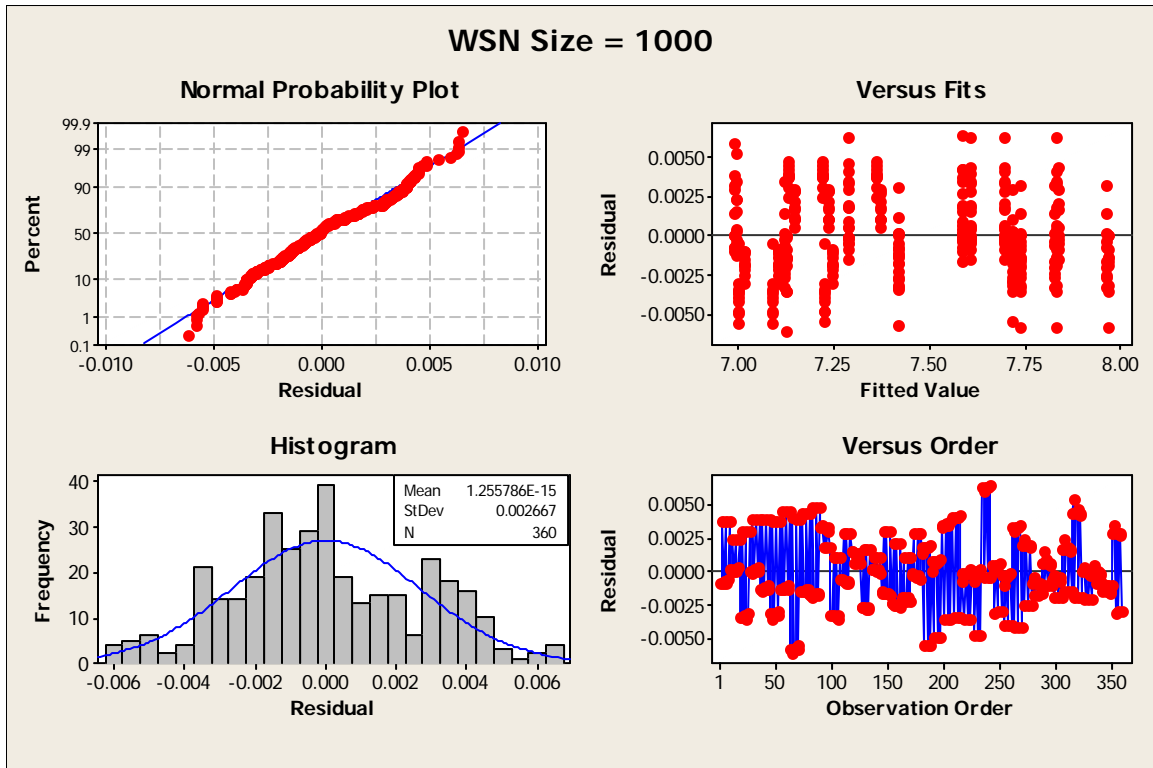 WSN Size = 1000
Normal Probability Plot
Versus Fits
99.9
99
90
50
10
1
0.1
Percent
-0.010
-0.005
0.000
0.005
0.010
Residual
0.0050
0.0025
0.0000
-0.0025
-0.0050
Residual
7.00
7.25
7.50
7.75
8.00
Fitted Value
Histogram
Versus Order
40
30
20
10
0
Frequency
Mean 1.255786E-15
StDev 0.002667
N 360
-0.006
-0.004
-0.002
0.000
0.002
0.004
0.006
Residual
0.0050
0.0025
0.0000
-0.0025
-0.0050
Residual
1
50
100
150
200
250
300
350
Observation Order